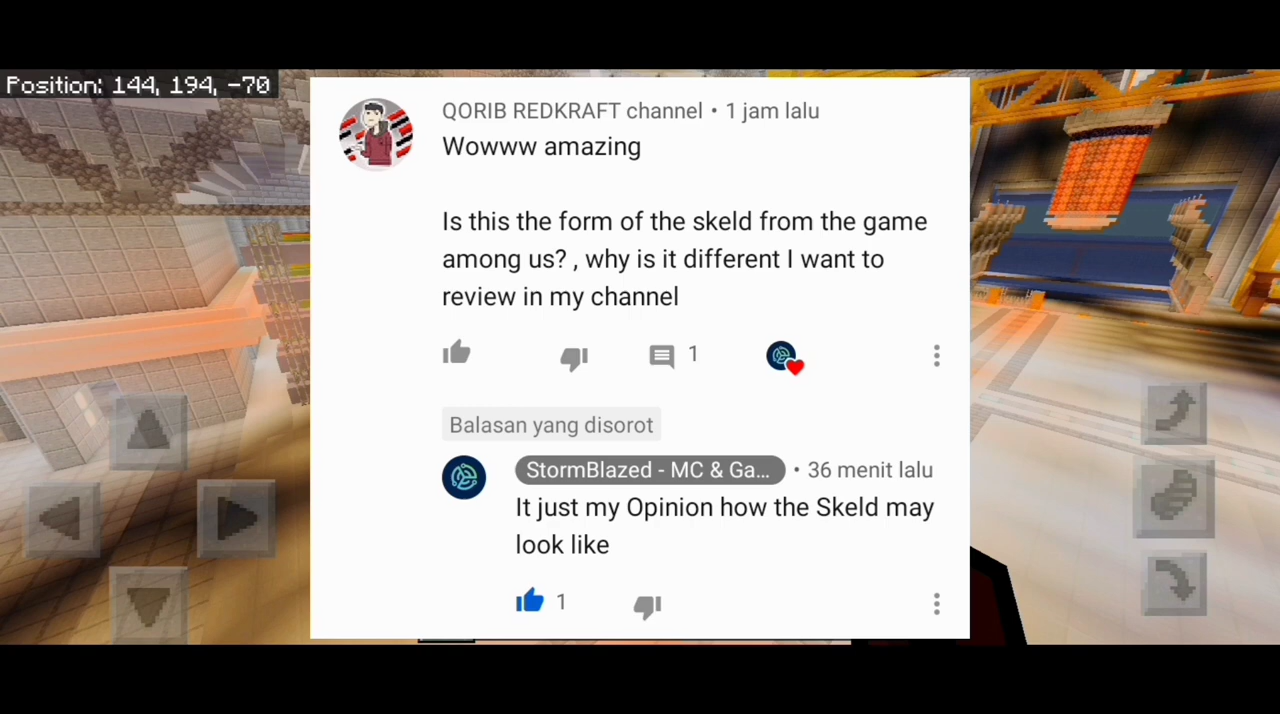 Position: 144, 194, -70
QORIB REDKRAFT channel • 1 jam lalu
Wowww amazing
Is this the form of the skeld from the game
among us? , why is it different I want to
review in my channel
1
Balasan yang disorot
StormBlazed - MC & Ga... • 36 menit lalu
It just my Opinion how the Skeld may
look like
1